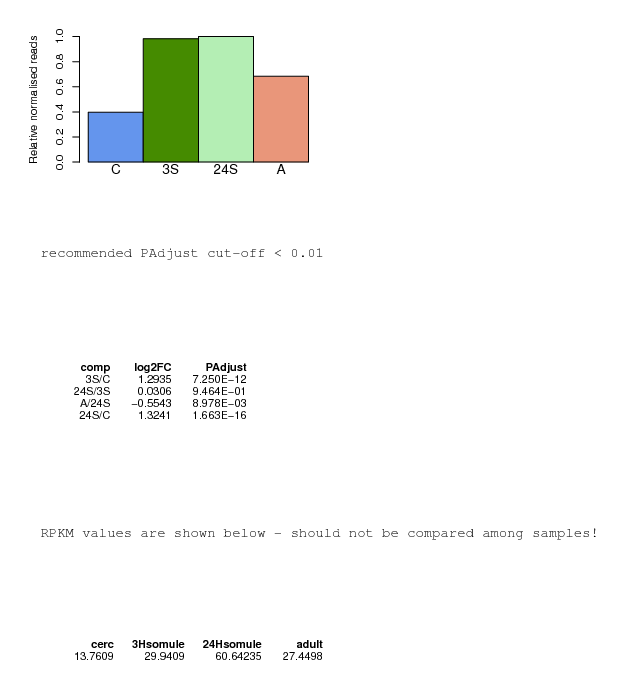 Relative normalised reads
1.0
0.8
0.6
0.4
0.2
0.0
C 3S 24S A
recommended PAdjust cut-off < 0.01
comp log2FC PAdjust
3S/C 1.2935 7.250E−12
24S/3S 0.0306 9.464E−01
A/24S −0.5543 8.978E−03
24S/C 1.3241 1.663E−16
RPKM values are shown below - should not be compared among samples!
cerc 3Hsomule 24Hsomule adult
13.7609 29.9409 60.64235 27.4498